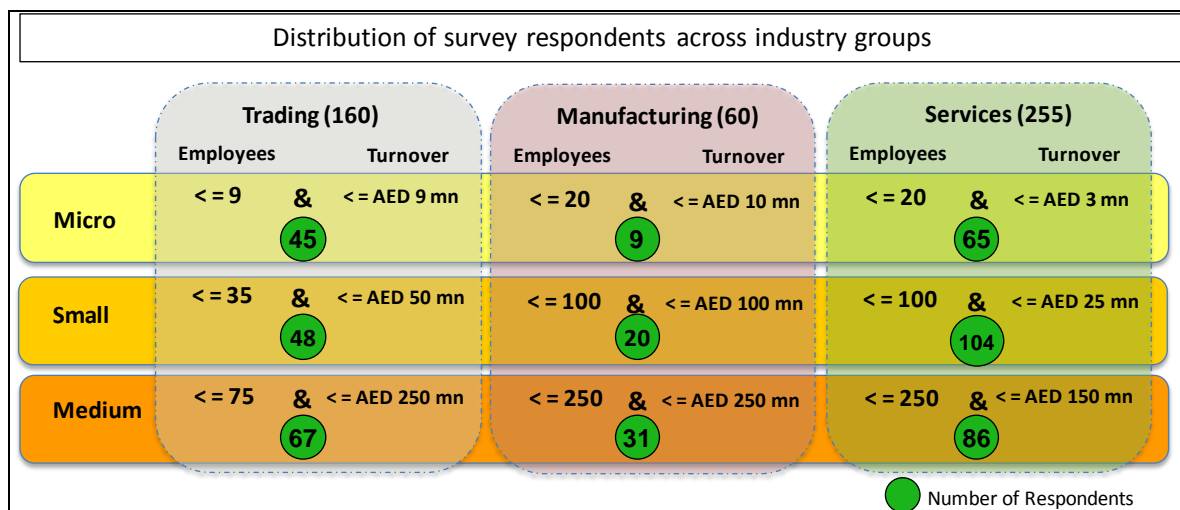 Distribution of survey respondents across industry groups
Trading (160) Manufacturing (60) Services (255)
Employees Turnover Employees Turnover Employees Turnover
Micro < = 9 & < = AED 9 mn < = 20 & < = AED 10 mn < = 20 & < = AED 3 mn
45 9 65
Small < = 35 & < = AED 50 mn < = 100 & < = AED 100 mn < = 100 & < = AED 25 mn
48 20 104
Medium < = 75 & < = AED 250 mn < = 250 & < = AED 250 mn < = 250 & < = AED 150 mn
67 31 86
Number of Respondents